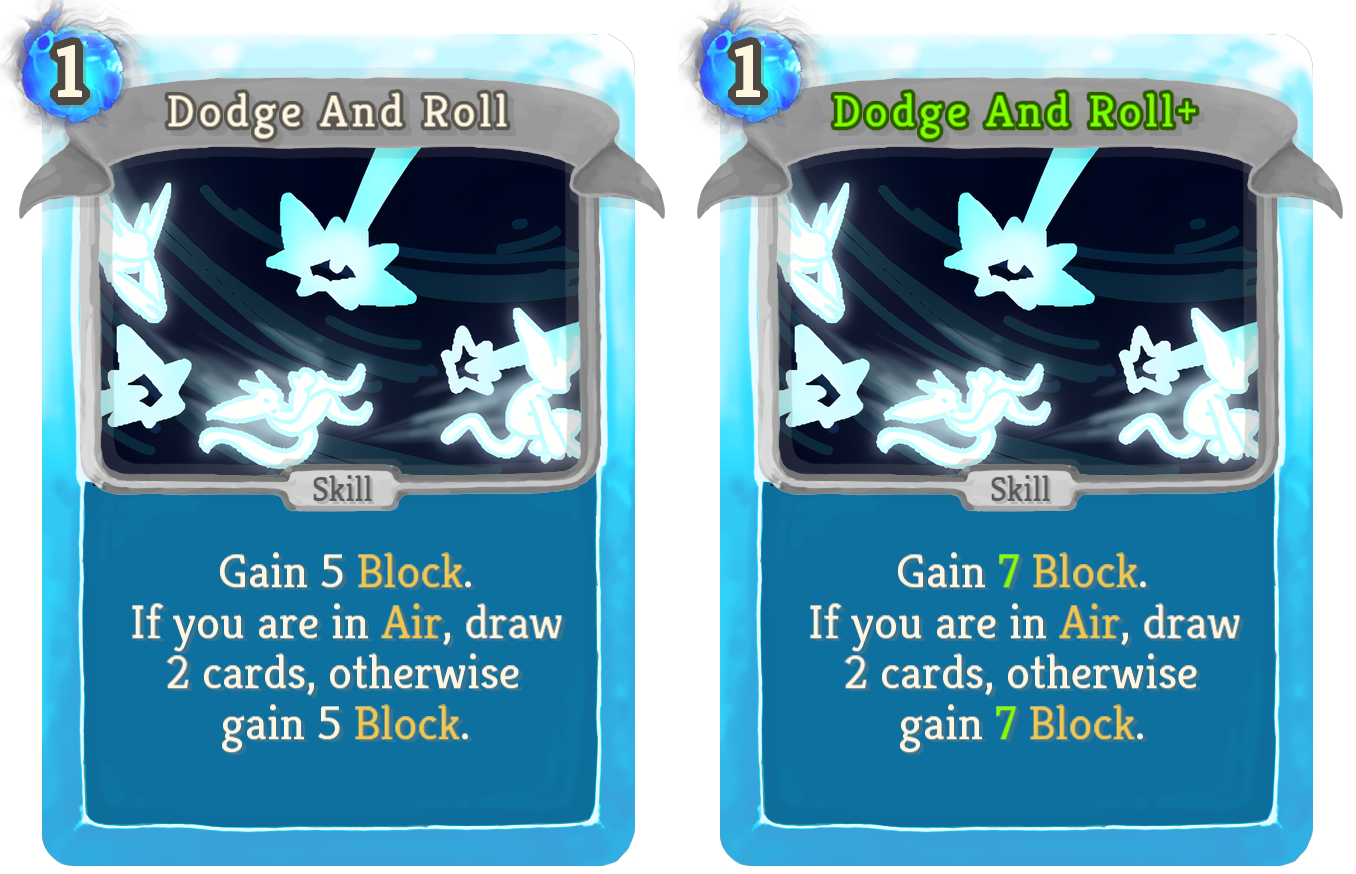 1
Dodge And Roll
Skill
Gain 5 Block.
If you are in Air, draw
2 cards, otherwise
gain 5 Block.
1
Dodge And Roll+
Skill
Gain 7 Block.
If you are in Air, draw
2 cards, otherwise
gain 7 Block.